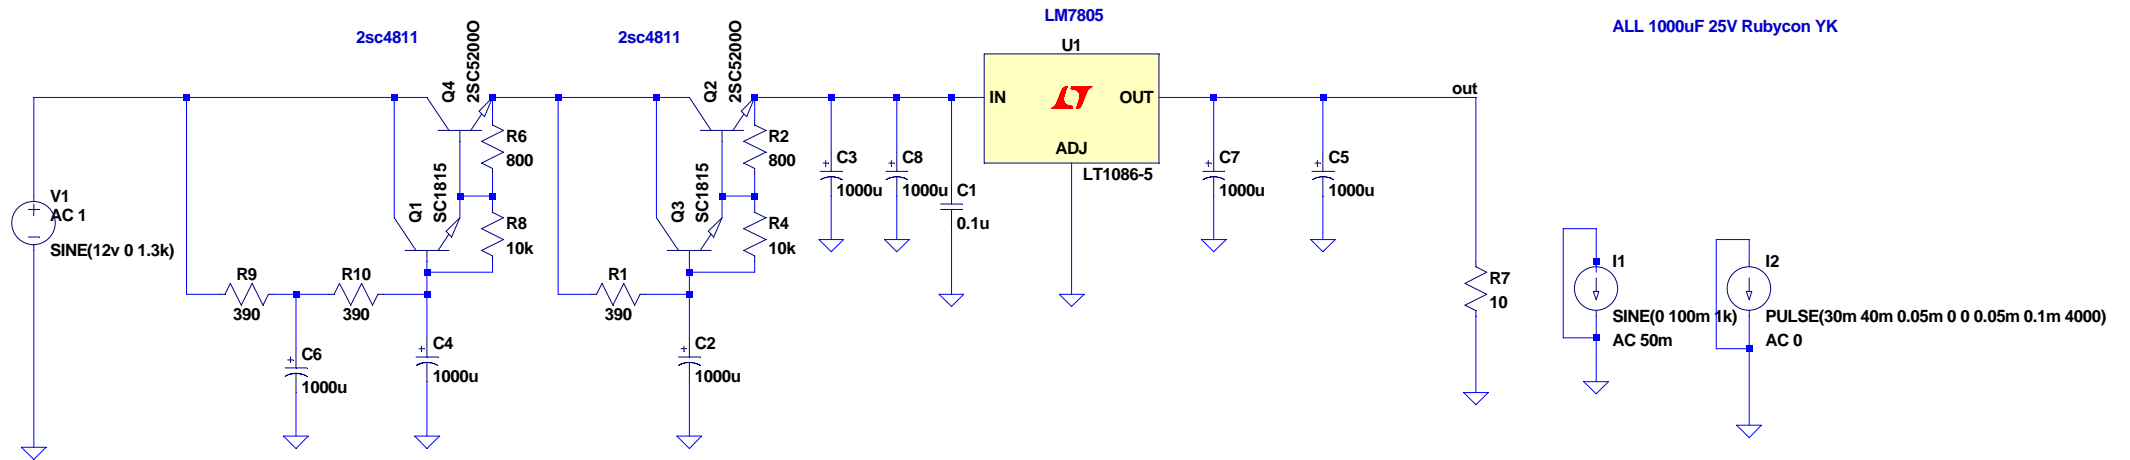 LM7805
ALL 1000uF 25V Rubycon YK
2sc4811
2sc4811
U1
Q4
2SC5200O
Q2
2SC5200O
IN
OUT
out
ADJ
LT1086-5
R6
800
R2
800
C3
1000u
C8
1000u
C1
0.1u
C7
1000u
C5
1000u
V1
AC 1
SINE(12v 0 1.3k)
Q1
SC1815
R8
10k
Q3
SC1815
R4
10k
R9
390
R10
390
R1
390
C6
1000u
C4
1000u
C2
1000u
R7
10
I1
SINE(0 100m 1k)
AC 50m
I2
PULSE(30m 40m 0.05m 0 0 0.05m 0.1m 4000)
AC 0